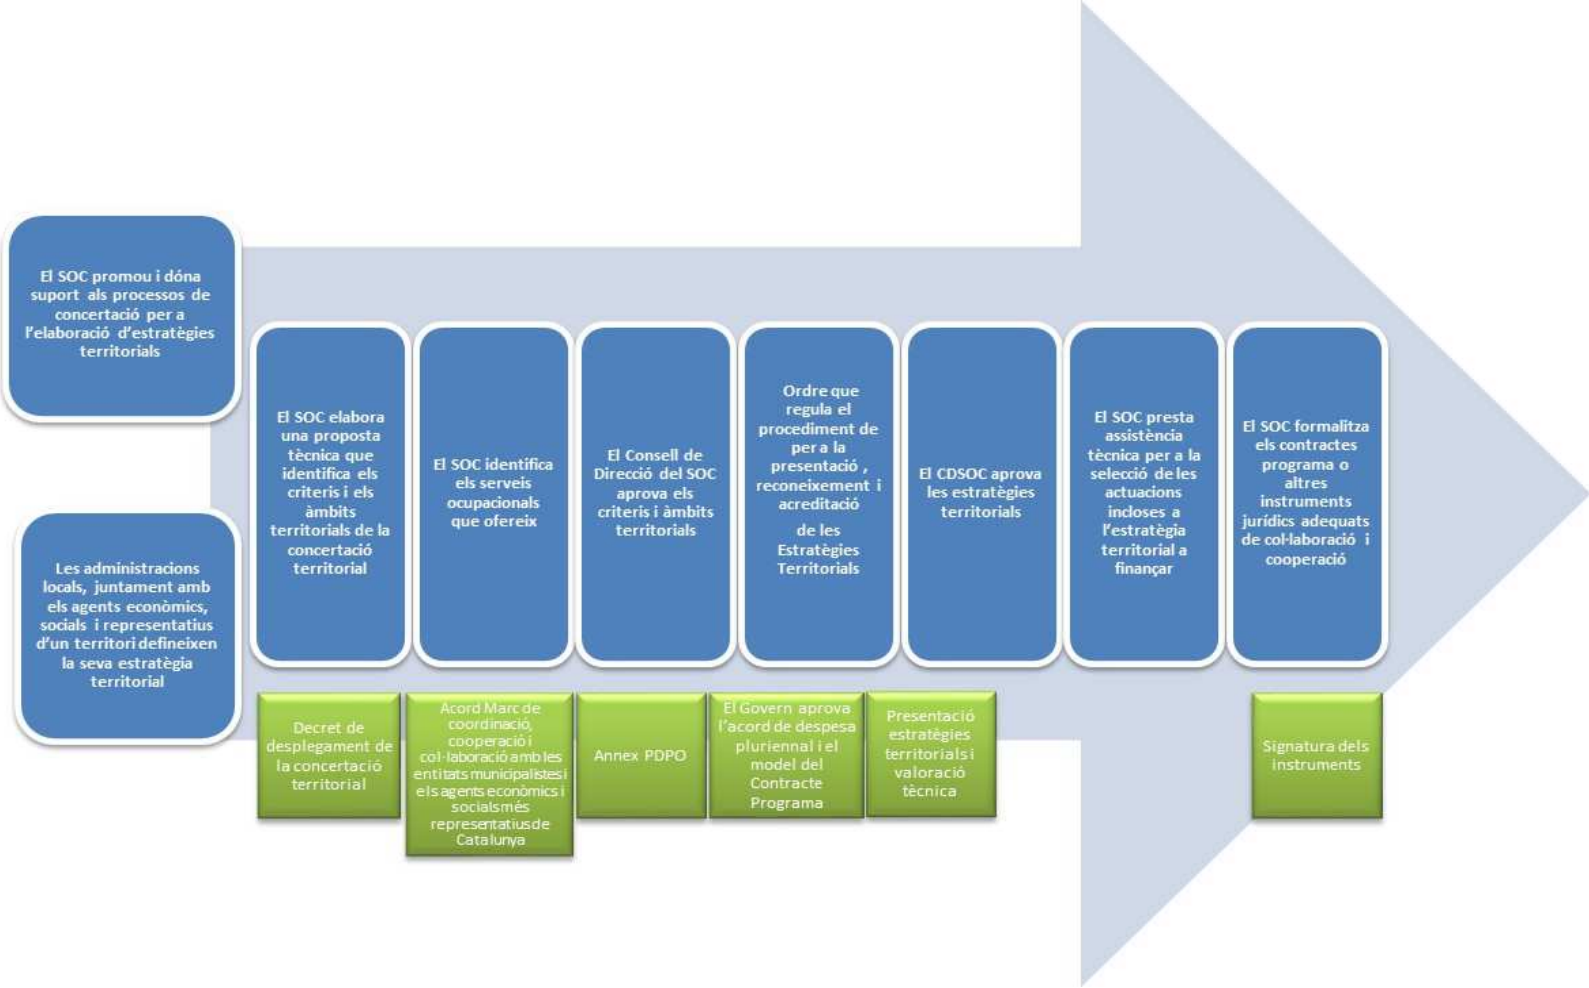 El SOC promou i dóna
suport als processos de
concertació per a
l'elaboració d'estratègies
territorials
Les administracions
locals, juntament amb
els agents econòmics,
socials i representatius
d'un territori defineixen
la seva estratègia
territorial
El SOC elabora
una proposta
tècnica que
identifica els
criteris i els
àmbits
territorials de la
concertació
territorial
El SOC identifica
els serveis
ocupacionals
que ofereix
El Consell de
Direcció del SOC
aprova els
criteris i àmbits
territorials
Ordre que
regula el
procediment de
per a la
presentació ,
reconeixement i
acreditació
de les
Estratègies
Territorials
El CDSOC aprova
les estratègies
territorials
El SOC presta
assistència
tècnica per a la
selecció de les
actuacions
incloses a
l'estratègia
territorial a
finançar
El SOC formalitza
els contractes
programa o
altres
instruments
jurídics adequats
de col·laboració i
cooperació
Decret de
desplegament de
la concertació
territorial
Acord Marc de
coordinació,
cooperació i
col·laboració amb les
entitats municipalistes i
els agents econòmics i
socials més
representatius de
Catalunya
Annex PDPO
El Govern aprova
l'acord de despesa
pluriennal i el
model del
Contracte
Programa
Presentació
estratègies
territorials i
valoració
tècnica
Signatura dels
instruments